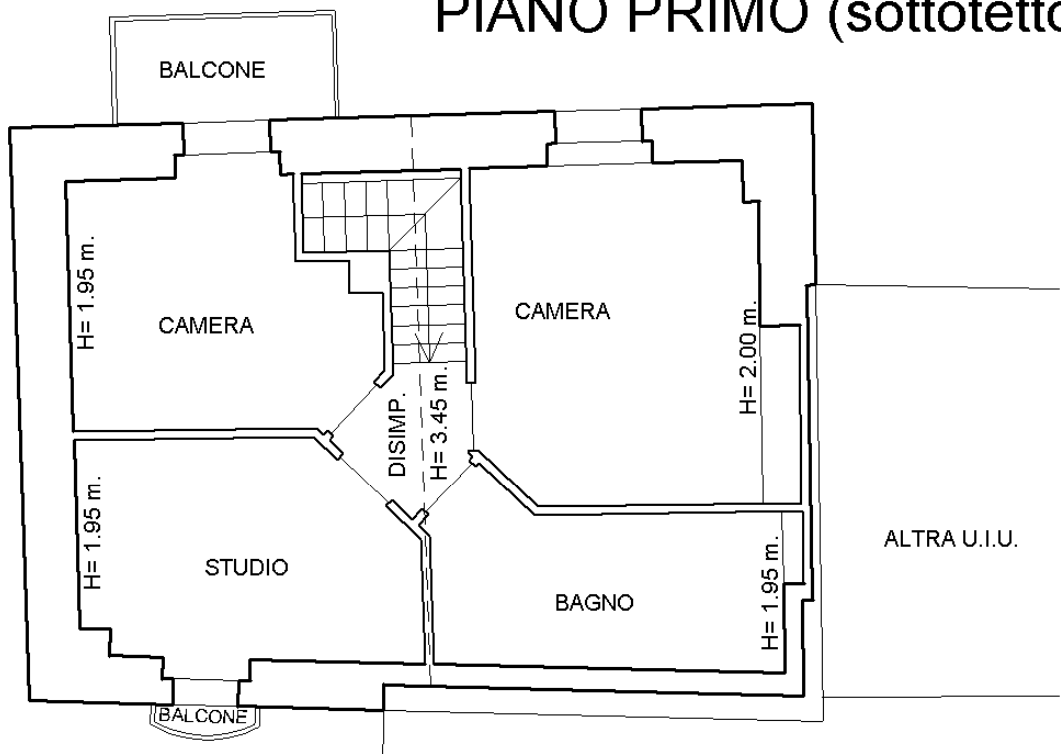 PIANO PRIMO (sottotetto
BALCONE
H= 1.95 m.
CAMERA
CAMERA
H= 2.00 m.
DISIMP.
H= 3.45 m.
H= 1.95 m.
STUDIO
BAGNO
H= 1.95 m.
ALTRA U.I.U.
BALCONE